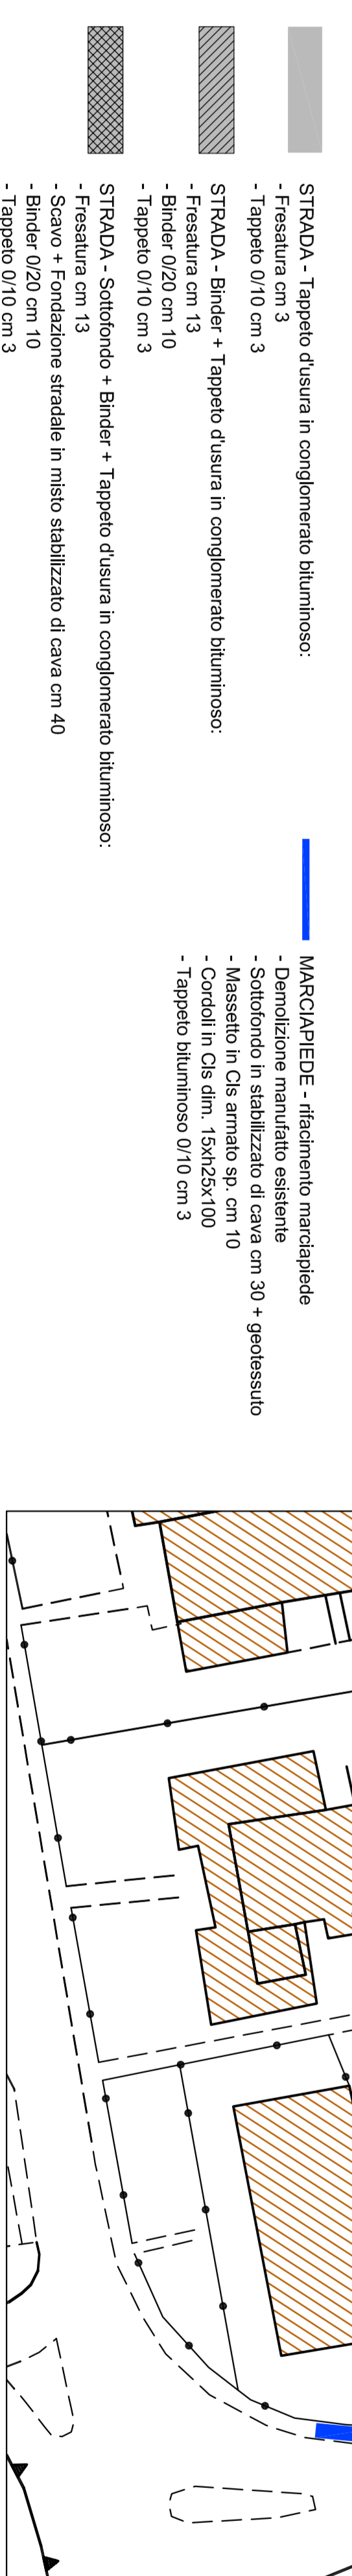 STRADA - Tappeto d'usura in conglomerato bituminoso:
- Fresatura cm 3
- Tappeto 0/10 cm 3
STRADA - Binder + Tappeto d'usura in conglomerato bituminoso:
- Fresatura cm 13
- Binder 0/20 cm 10
- Tappeto 0/10 cm 3
STRADA - Sottofondo + Binder + Tappeto d'usura in conglomerato bituminoso:
- Fresatura cm 13
- Scavo + Fondazione stradale in misto stabilizzato di cava cm 40
- Binder 0/20 cm 10
- Tappeto 0/10 cm 3
MARCIAPIEDE - rifacimento marciapiede
- Demolizione manufatto esistente
- Sottofondo in stabilizzato di cava cm 30 + geotessuto
- Massetto in Cls armato sp. cm 10
- Cordoli in Cls dim. 15xh25x100
- Tappeto bituminoso 0/10 cm 3